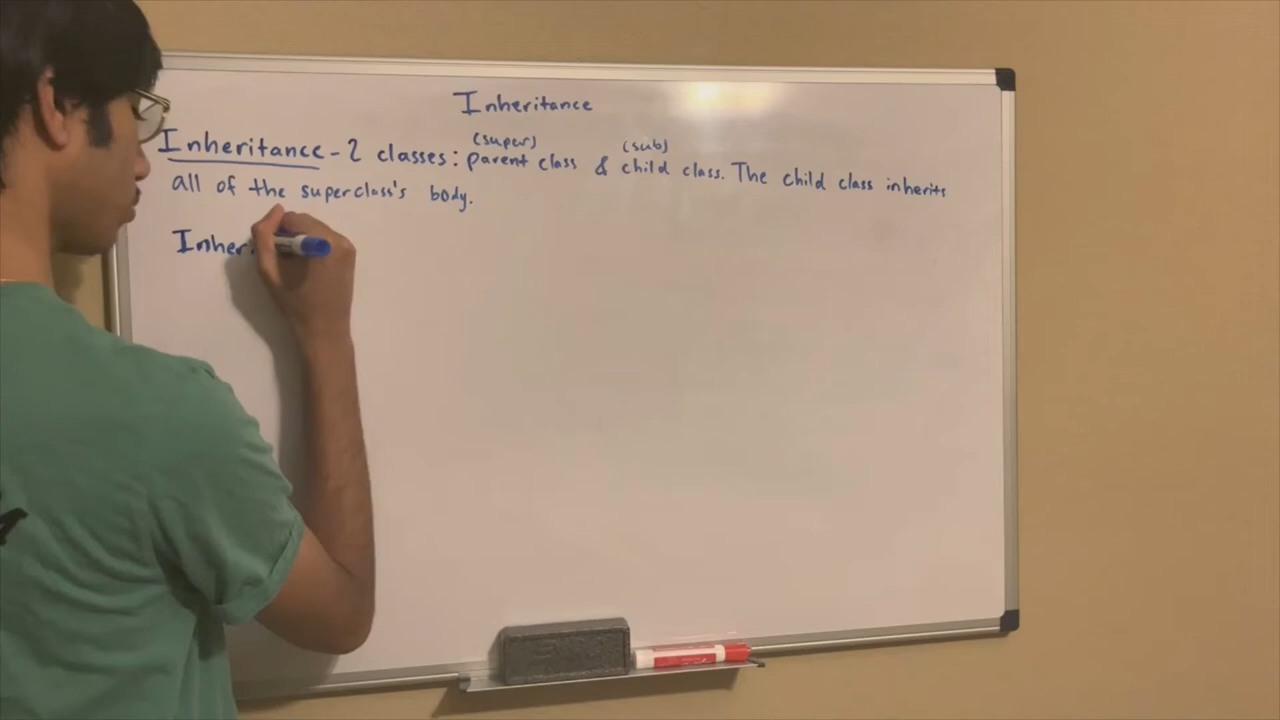 Inheritance
Inheritance - 2 classes: parent class & child class. The child class inherits
(super) (sub)
all of the superclass's body.
Inheri